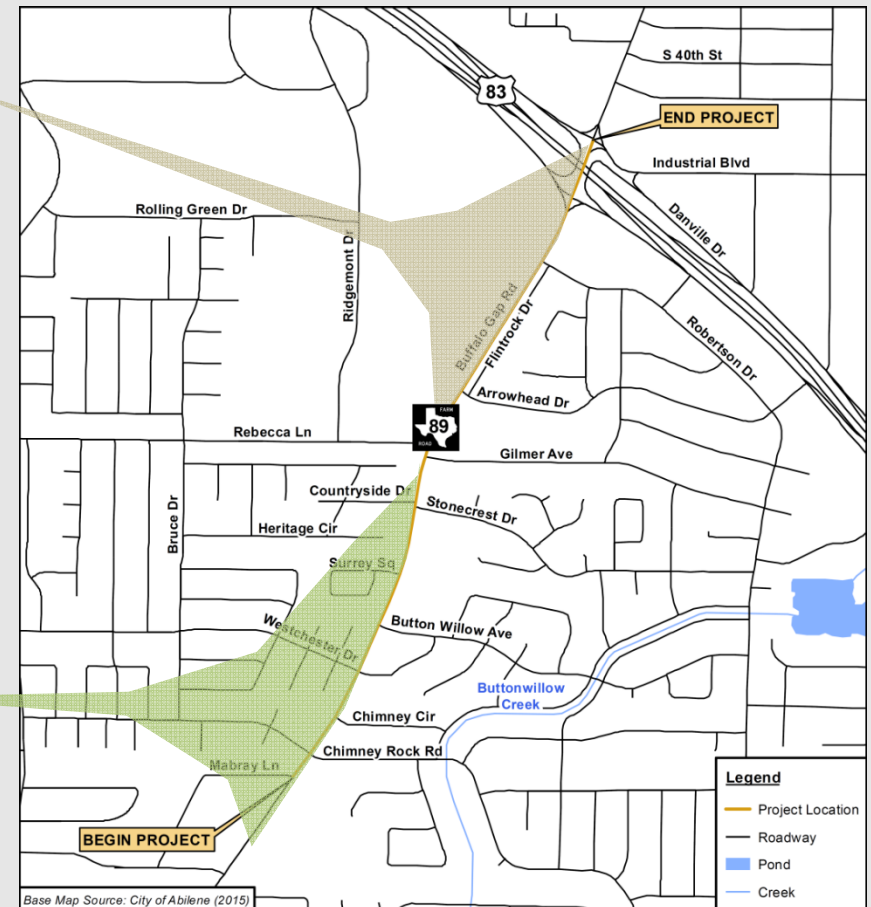 S 40th St
83
END PROJECT
Industrial Blvd
Rolling Green Dr
Danville Dr
Ridgemont Dr
Buffalo Gap Rd
Flintrock Dr
Robertson Dr
Arrowhead Dr
FARM
89
ROAD
Rebecca Ln
Gilmer Ave
Countryside Dr
Stonecrest Dr
Bruce Dr
Heritage Cir
Surrey Sq
Westchester Dr
Button Willow Ave
Buttonwillow
Creek
Chimney Cir
Chimney Rock Rd
Mabray Ln
BEGIN PROJECT
Legend
Project Location
Roadway
Pond
Creek
Base Map Source: City of Abilene (2015)